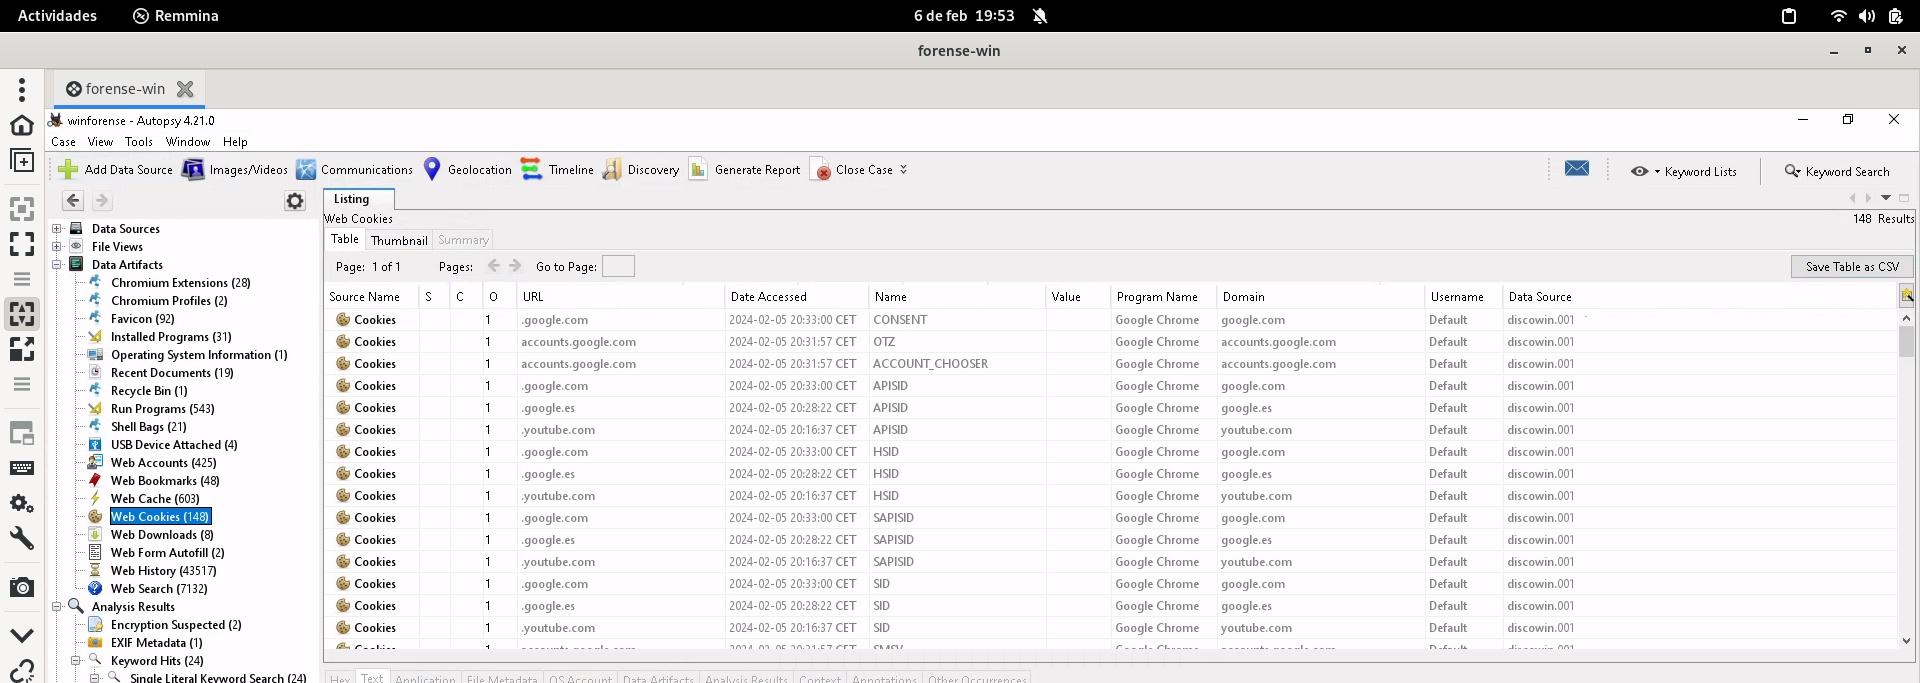 Actividades Remmina 6 de feb 19:53
forense-win
forense-win
winforense - Autopsy 4.21.0
Case View Tools Window Help
Add Data Source Images/Videos Communications Geolocation Timeline Discovery Generate Report Close Case Keyword Lists Keyword Search
Data Sources
File Views
Data Artifacts
Chromium Extensions (28)
Chromium Profiles (2)
Favicon (92)
Installed Programs (31)
Operating System Information (1)
Recent Documents (19)
Recycle Bin (1)
Run Programs (543)
Shell Bags (21)
USB Device Attached (4)
Web Accounts (425)
Web Bookmarks (48)
Web Cache (603)
Web Cookies (148)
Web Downloads (8)
Web Form Autofill (2)
Web History (43517)
Web Search (7132)
Analysis Results
Encryption Suspected (2)
EXIF Metadata (1)
Keyword Hits (24)
Single Literal Keyword Search (24)
Listing
Web Cookies 148 Results
Table Thumbnail Summary
Page: 1 of 1 Pages: Go to Page: Save Table as CSV
Source Name S C O URL Date Accessed Name Value Program Name Domain Username Data Source
Cookies 1 .google.com 2024-02-05 20:33:00 CET CONSENT Google Chrome google.com Default discowin.001
Cookies 1 accounts.google.com 2024-02-05 20:31:57 CET OTZ Google Chrome accounts.google.com Default discowin.001
Cookies 1 accounts.google.com 2024-02-05 20:31:57 CET ACCOUNT_CHOOSER Google Chrome accounts.google.com Default discowin.001
Cookies 1 .google.com 2024-02-05 20:33:00 CET APISID Google Chrome google.com Default discowin.001
Cookies 1 .google.es 2024-02-05 20:28:22 CET APISID Google Chrome google.es Default discowin.001
Cookies 1 .youtube.com 2024-02-05 20:16:37 CET APISID Google Chrome youtube.com Default discowin.001
Cookies 1 .google.com 2024-02-05 20:33:00 CET HSID Google Chrome google.com Default discowin.001
Cookies 1 .google.es 2024-02-05 20:28:22 CET HSID Google Chrome google.es Default discowin.001
Cookies 1 .youtube.com 2024-02-05 20:16:37 CET HSID Google Chrome youtube.com Default discowin.001
Cookies 1 .google.com 2024-02-05 20:33:00 CET SAPISID Google Chrome google.com Default discowin.001
Cookies 1 .google.es 2024-02-05 20:28:22 CET SAPISID Google Chrome google.es Default discowin.001
Cookies 1 .youtube.com 2024-02-05 20:16:37 CET SAPISID Google Chrome youtube.com Default discowin.001
Cookies 1 .google.com 2024-02-05 20:33:00 CET SID Google Chrome google.com Default discowin.001
Cookies 1 .google.es 2024-02-05 20:28:22 CET SID Google Chrome google.es Default discowin.001
Cookies 1 .youtube.com 2024-02-05 20:16:37 CET SID Google Chrome youtube.com Default discowin.001
Hex Text Application File Metadata OS Account Data Artifacts Analysis Results Context Annotations Other Occurrences